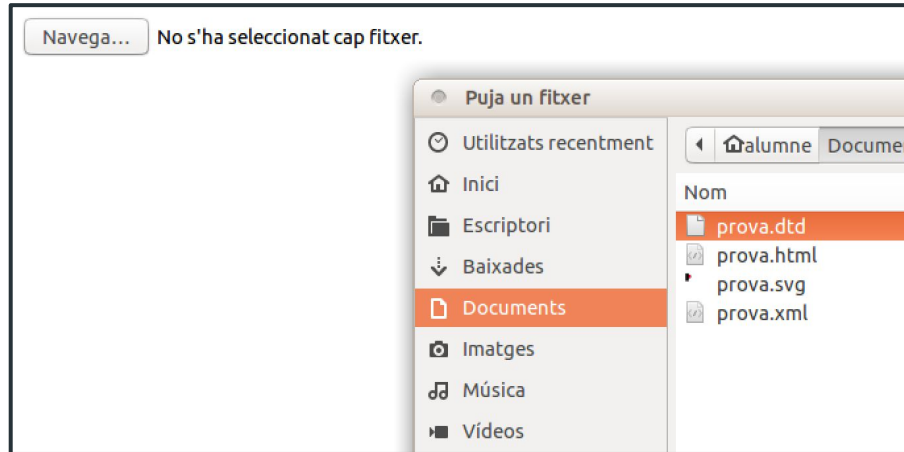 Navega... No s'ha seleccionat cap fitxer.
Puja un fitxer
Utilitzats recentment
Inici
Escriptori
Baixades
Documents
Imatges
Música
Vídeos
alumne Docume
Nom
prova.dtd
prova.html
prova.svg
prova.xml